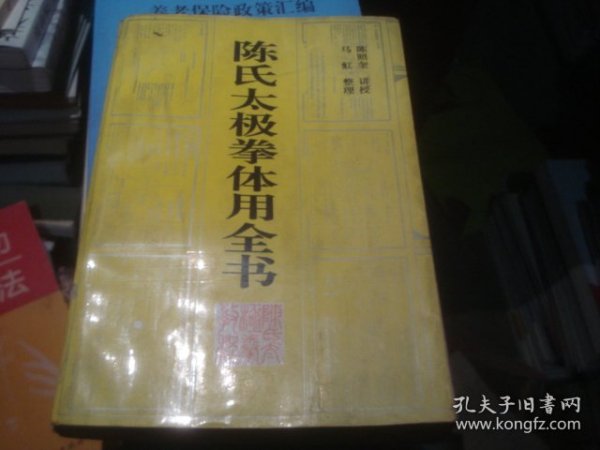 养老保险政策汇编
陈照奎 讲授
马虹 整理
陈氏太极拳体用全书
法
孔夫子旧书网
www.kongfz.com